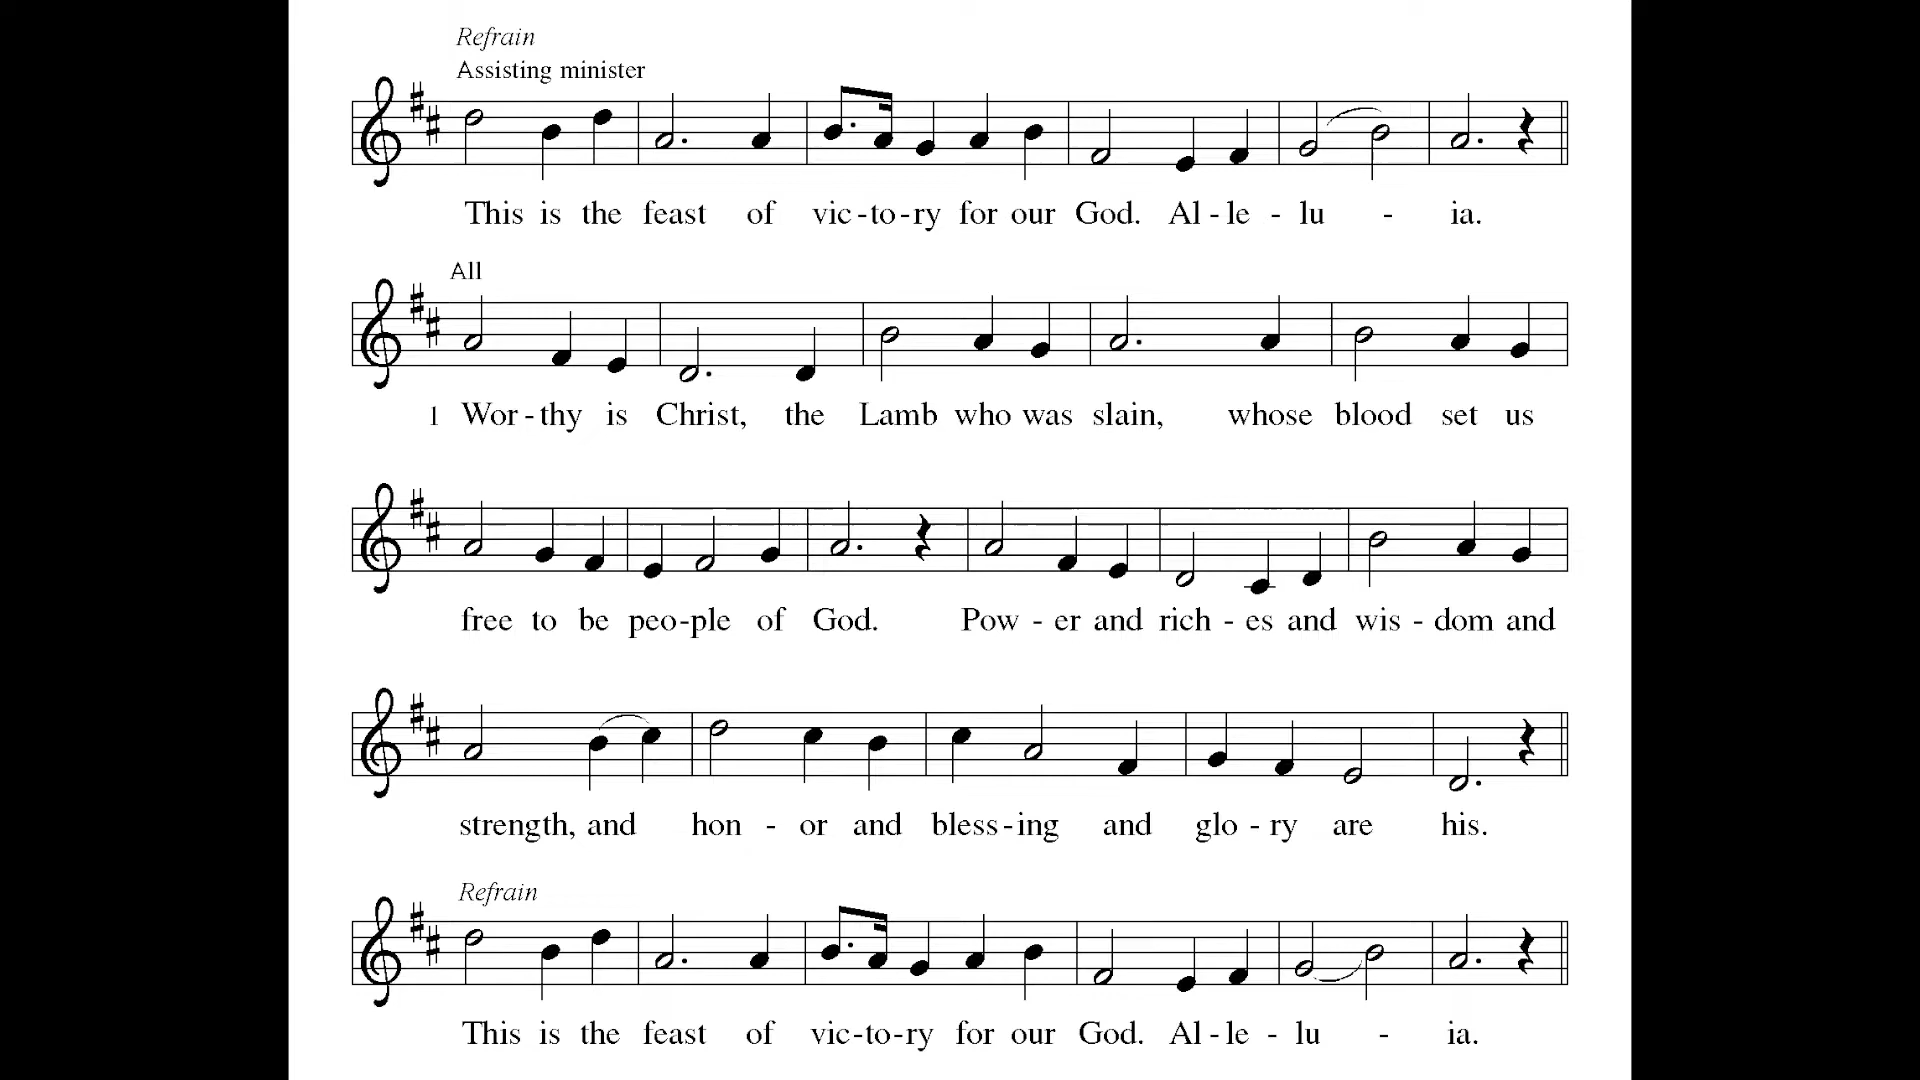 Refrain
Assisting minister
This is the feast of vic-to-ry for our God. Al-le-lu - ia.
All
1 Wor-thy is Christ, the Lamb who was slain, whose blood set us
free to be peo-ple of God. Pow-er and rich-es and wis-dom and
strength, and hon-or and bless-ing and glo-ry are his.
Refrain
This is the feast of vic-to-ry for our God. Al-le-lu - ia.